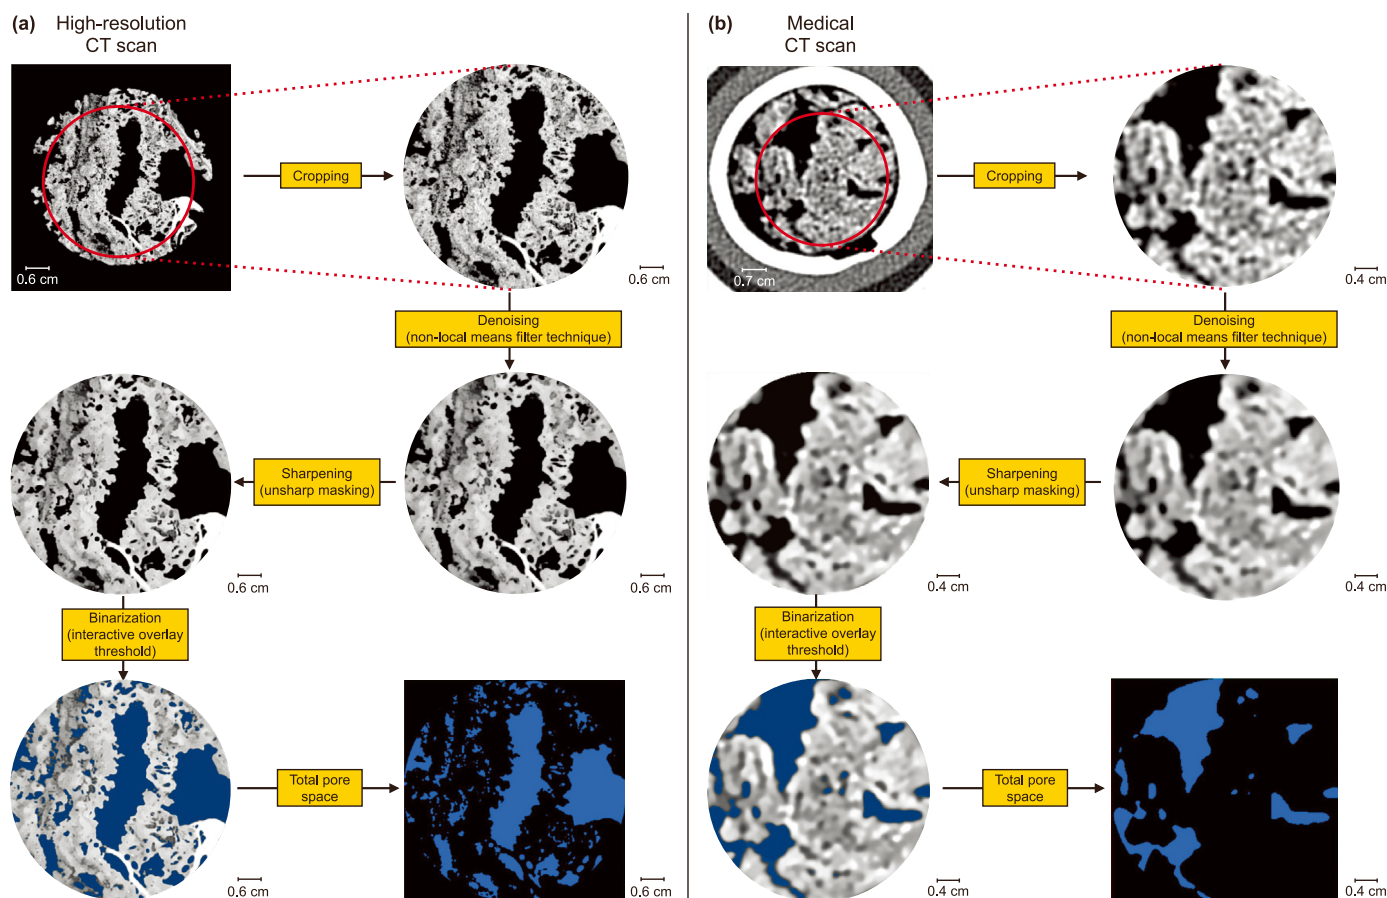 (a)
High-resolution
CT scan
0.6 cm
Cropping
0.6 cm
Denoising
(non-local means filter technique)
0.6 cm
Sharpening
(unsharp masking)
0.6 cm
Binarization
(interactive overlay
threshold)
0.6 cm
Total pore
space
0.6 cm
(b)
Medical
CT scan
0.7 cm
Cropping
0.4 cm
Denoising
(non-local means filter technique)
0.4 cm
Sharpening
(unsharp masking)
0.4 cm
Binarization
(interactive overlay
threshold)
0.4 cm
Total pore
space
0.4 cm